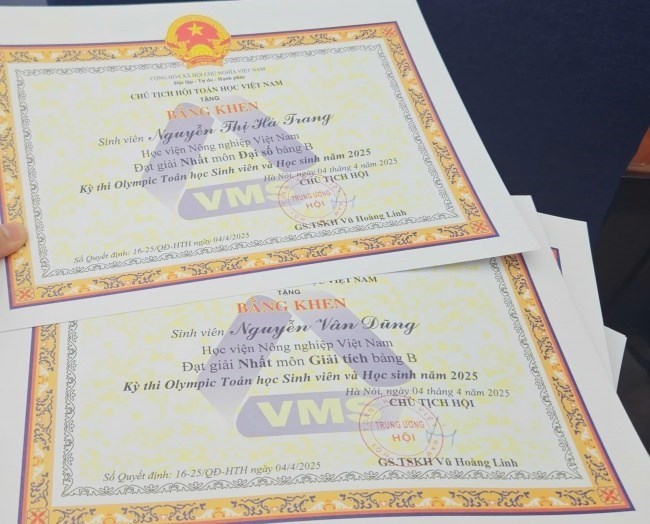 CỘNG HÒA XÃ HỘI CHỦ NGHĨA VIỆT NAM
Độc lập - Tự do - Hạnh phúc
CHỦ TỊCH HỘI TOÁN HỌC VIỆT NAM
TẶNG
BẰNG KHEN
Sinh viên Nguyễn Thị Hà Trang
Học viện Nông nghiệp Việt Nam
Đạt giải Nhất môn Đại số bảng B
Kỳ thi Olympic Toán học Sinh viên và Học sinh năm 2025
Hà Nội, ngày 04 tháng 4 năm 2025
CHỦ TỊCH HỘI
VMS
TRUNG ƯƠNG
HỘI
GS.TSKH Vũ Hoàng Linh
Số Quyết định: 16-25/QĐ-HTH ngày 04/4/2025
VIỆT NAM
TẶNG
BẰNG KHEN
Sinh viên Nguyễn Văn Dũng
Học viện Nông nghiệp Việt Nam
Đạt giải Nhất môn Giải tích bảng B
Kỳ thi Olympic Toán học Sinh viên và Học sinh năm 2025
Hà Nội, ngày 04 tháng 4 năm 2025
CHỦ TỊCH HỘI
VMS
TRUNG ƯƠNG
HỘI
GS.TSKH Vũ Hoàng Linh
Số Quyết định: 16-25/QĐ-HTH ngày 04/4/2025